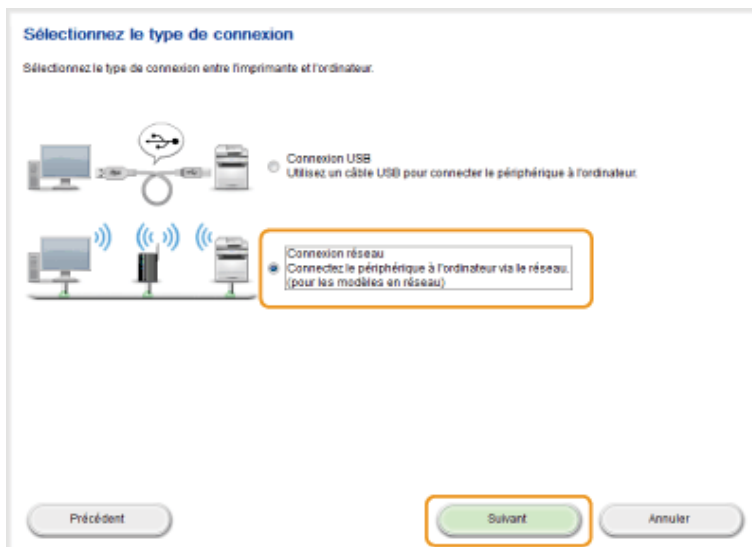 Sélectionnez le type de connexion
Sélectionnez le type de connexion entre l'imprimante et l'ordinateur.
Connexion USB
Utilisez un câble USB pour connecter le périphérique à l'ordinateur.
Connexion réseau
Connectez le périphérique à l'ordinateur via le réseau.
(pour les modèles en réseau)
Précédent
Suivant
Annuler